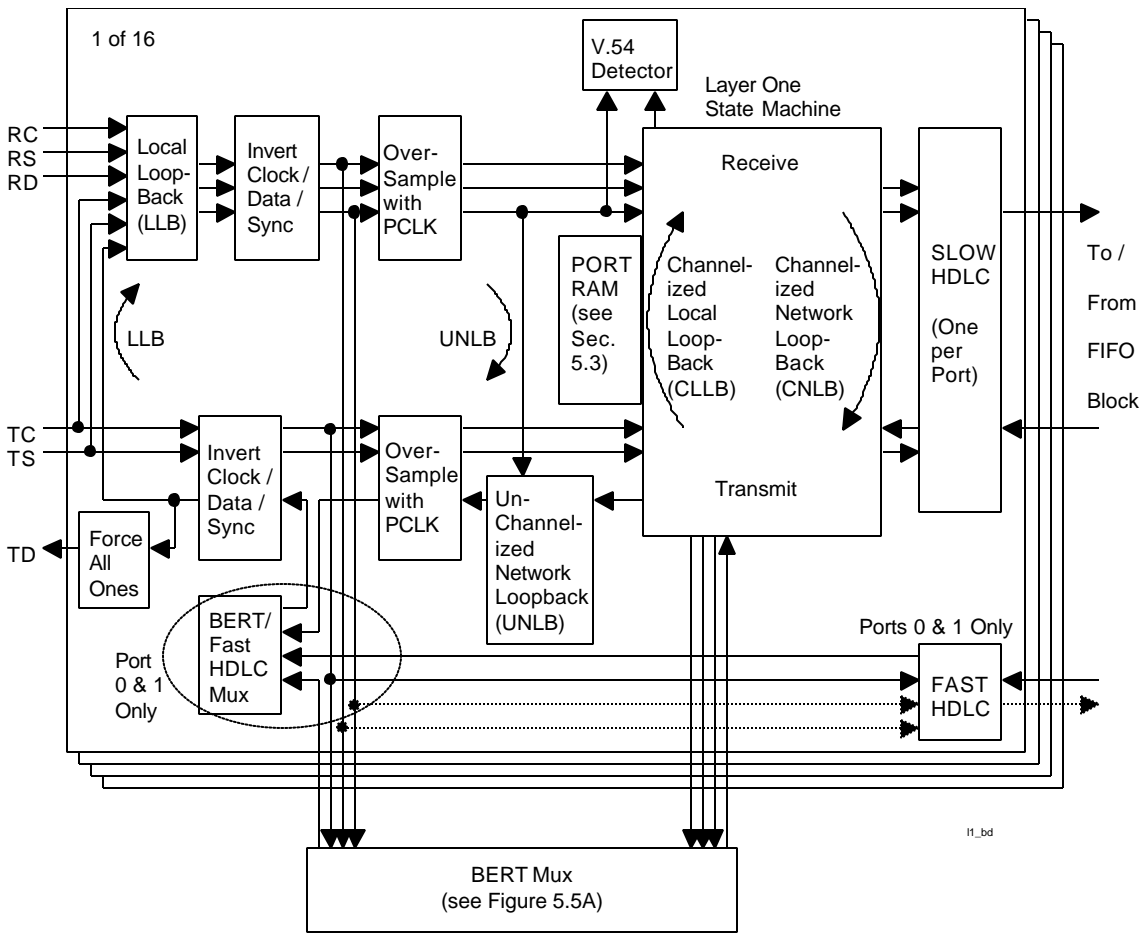 1 of 16
V.54
Detector
Layer One
State Machine
RC
RS
RD
Local
Loop-
Back
(LLB)
Invert
Clock /
Data /
Sync
Over-
Sample
with
PCLK
Receive
PORT
RAM
(see
Sec.
5.3)
Channel-
ized
Local
Loop-
Back
(CLLB)
Channel-
ized
Network
Loop-
Back
(CNLB)
SLOW
HDLC
(One
per
Port)
To /
From
FIFO
Block
LLB
UNLB
TC
TS
TD
Invert
Clock /
Data /
Sync
Over-
Sample
with
PCLK
Un-
Channel-
ized
Network
Loopback
(UNLB)
Transmit
Force
All
Ones
BERT/
Fast
HDLC
Mux
Port
0 & 1
Only
Ports 0 & 1 Only
FAST
HDLC
l1_bd
BERT Mux
(see Figure 5.5A)